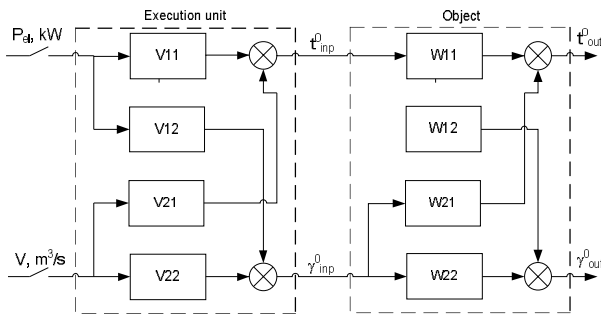 Execution unit
Object
Pel, kW
V11
t⁰inp
W11
t⁰out
V12
W12
V21
W21
V, m³/s
V22
γ⁰inp
W22
γ⁰out